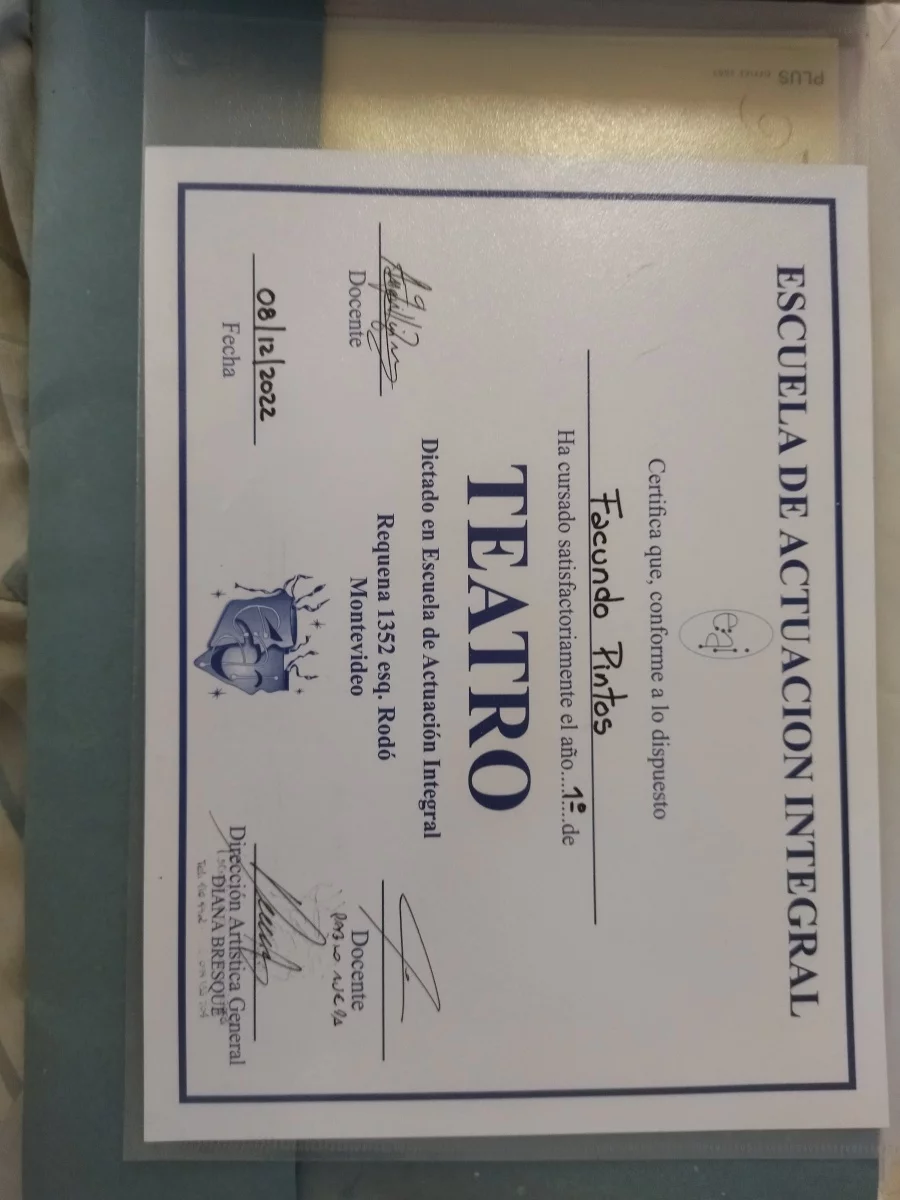 PLUS
ESCUELA DE ACTUACION INTEGRAL
eai
Certifica que, conforme a lo dispuesto
Facundo Pintos
Ha cursado satisfactoriamente el año....1º....de
TEATRO
Dictado en Escuela de Actuación Integral
Requena 1352 esq. Rodó
Montevideo
Docente
Docente
08/12/2022
Fecha
Dirección Artística General
DIANA BRESQUE